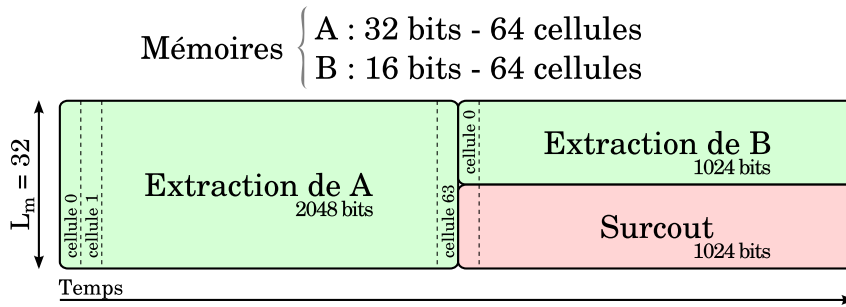 Mémoires
A : 32 bits - 64 cellules
B : 16 bits - 64 cellules
L_m = 32
cellule 0
cellule 1
Extraction de A
2048 bits
cellule 63
cellule 0
Extraction de B
1024 bits
Surcout
1024 bits
Temps